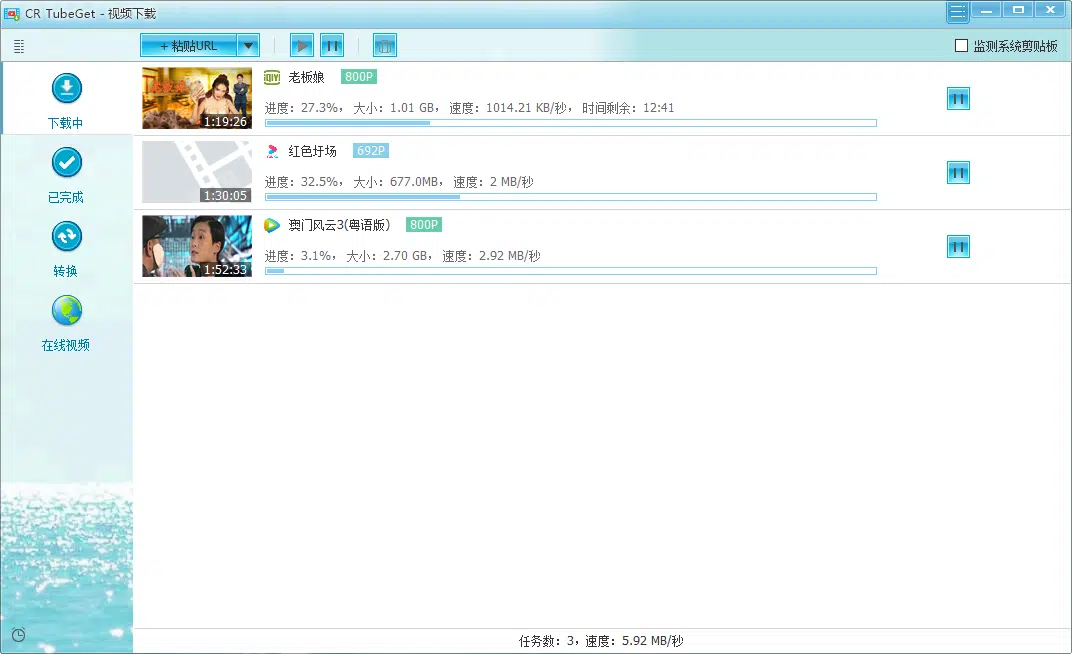 CR TubeGet - 视频下载
+ 粘贴URL
监测系统剪贴板
下载中
已完成
转换
在线视频
1:19:26
QIYI 老板娘 800P
进度：27.3%， 大小：1.01 GB， 速度：1014.21 KB/秒， 时间剩余：12:41
1:30:05
红色圩场 692P
进度：32.5%， 大小：677.0MB， 速度：2 MB/秒
1:52:33
澳门风云3(粤语版) 800P
进度：3.1%， 大小：2.70 GB， 速度：2.92 MB/秒
任务数：3，速度：5.92 MB/秒